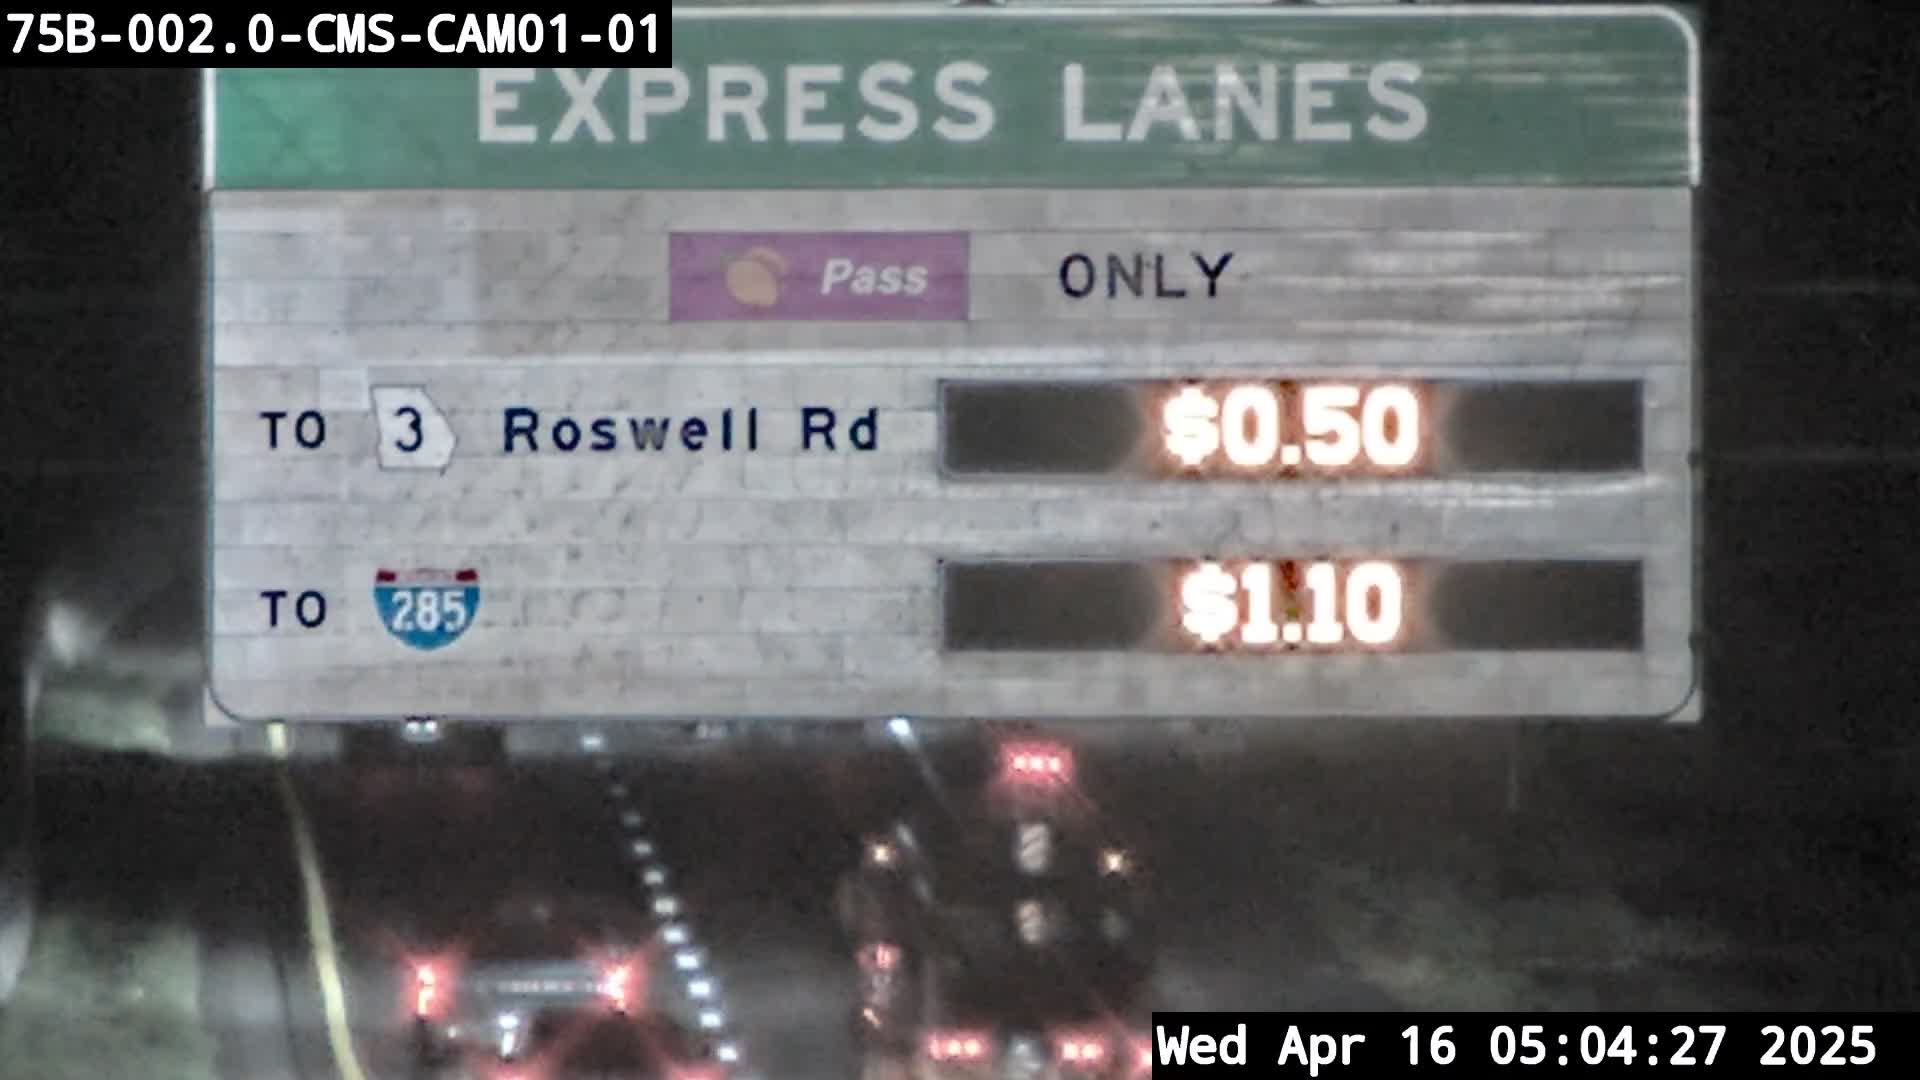 75B-002.0-CMS-CAM01-01
EXPRESS LANES
Pass ONLY
TO 3 Roswell Rd $0.50
TO 285 $1.10
Wed Apr 16 05:04:27 2025